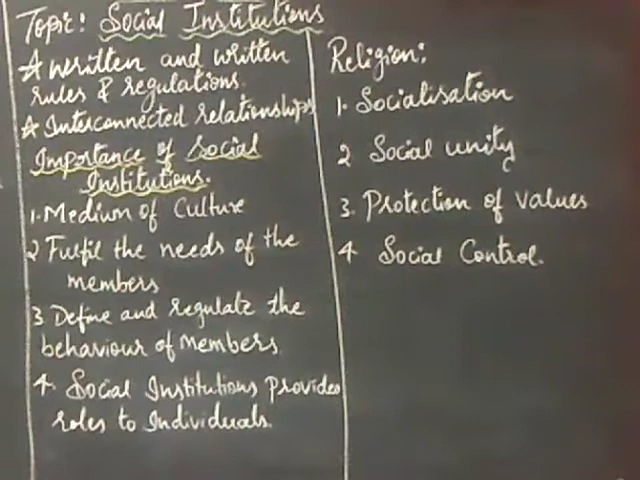 Topic: Social Institutions
☆ written and written
rules & regulations.
☆ Interconnected relationships
Importance of Social
Institutions.
1. Medium of Culture
2 Fulfil the needs of the
members
3 Define and regulate the
behaviour of members
4. Social Institutions provides
roles to Individuals.
Religion:
1. Socialisation
2 Social unity
3. Protection of values
4. Social Control.